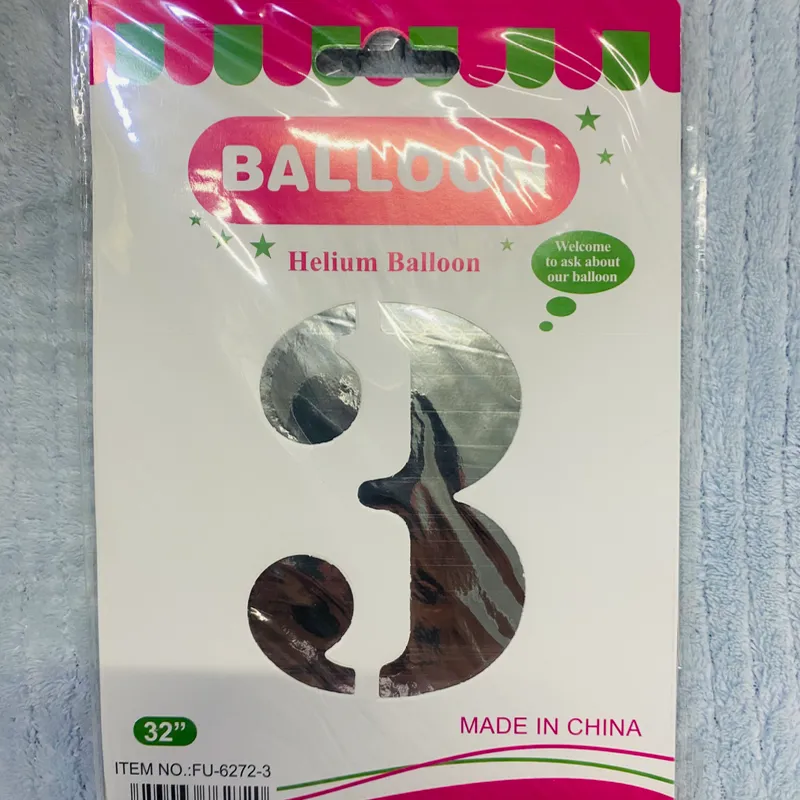 BALLOON
Helium Balloon
Welcome
to ask about
our balloon
3
32”
MADE IN CHINA
ITEM NO.:FU-6272-3